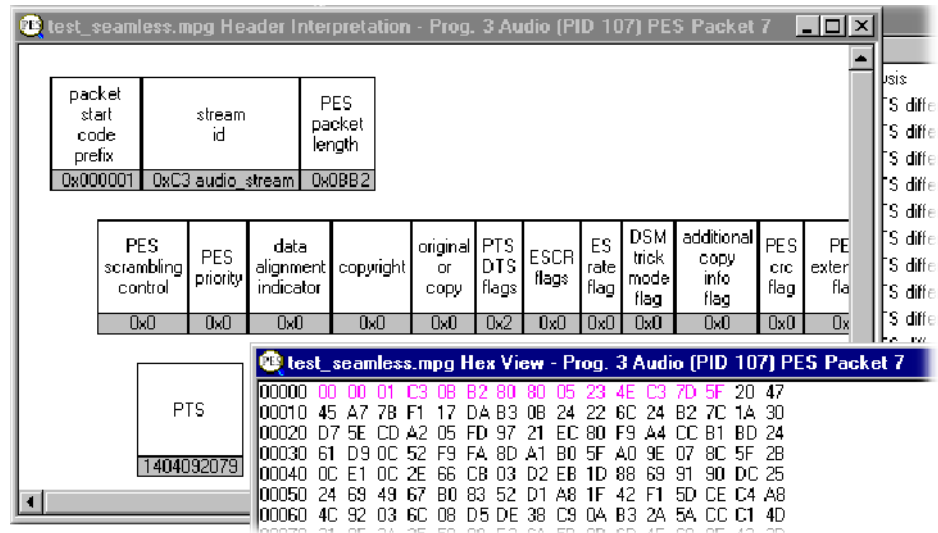 test_seamless.mpg Header Interpretation - Prog. 3 Audio (PID 107) PES Packet 7
packet
start
code
prefix
stream
id
PES
packet
length
0x000001 0xC3 audio_stream 0x0BB2
PES
scrambling
control
PES
priority
data
alignment
indicator
copyright
original
or
copy
PTS
DTS
flags
ESCR
flags
ES
rate
flag
DSM
trick
mode
flag
additional
copy
info
flag
PES
crc
flag
0x0 0x0 0x0 0x0 0x0 0x2 0x0 0x0 0x0 0x0 0x0
PTS
1404092079
test_seamless.mpg Hex View - Prog. 3 Audio (PID 107) PES Packet 7
00000 00 00 01 C3 0B B2 80 80 05 23 4E C3 7D 5F 20 47
00010 45 A7 7B F1 17 DA B3 0B 24 22 6C 24 B2 7C 1A 30
00020 D7 5E CD A2 05 FD 97 21 EC 80 F9 A4 CC B1 BD 24
00030 61 D9 0C 52 F9 FA 8D A1 B0 5F A0 9E 07 8C 5F 2B
00040 0C E1 0C 2E 66 CB 03 D2 EB 1D 88 69 91 90 DC 25
00050 24 69 49 67 B0 83 52 D1 A8 1F 42 F1 5D CE C4 A8
00060 4C 92 03 6C 08 D5 DE 38 C9 0A B3 2A 5A CC C1 4D